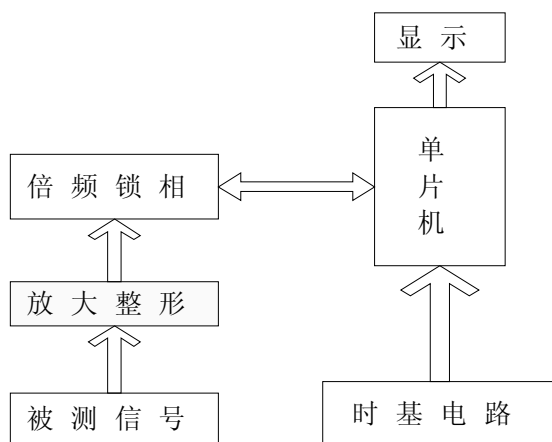 显示
单片机
倍频锁相
放大整形
被测信号
时基电路